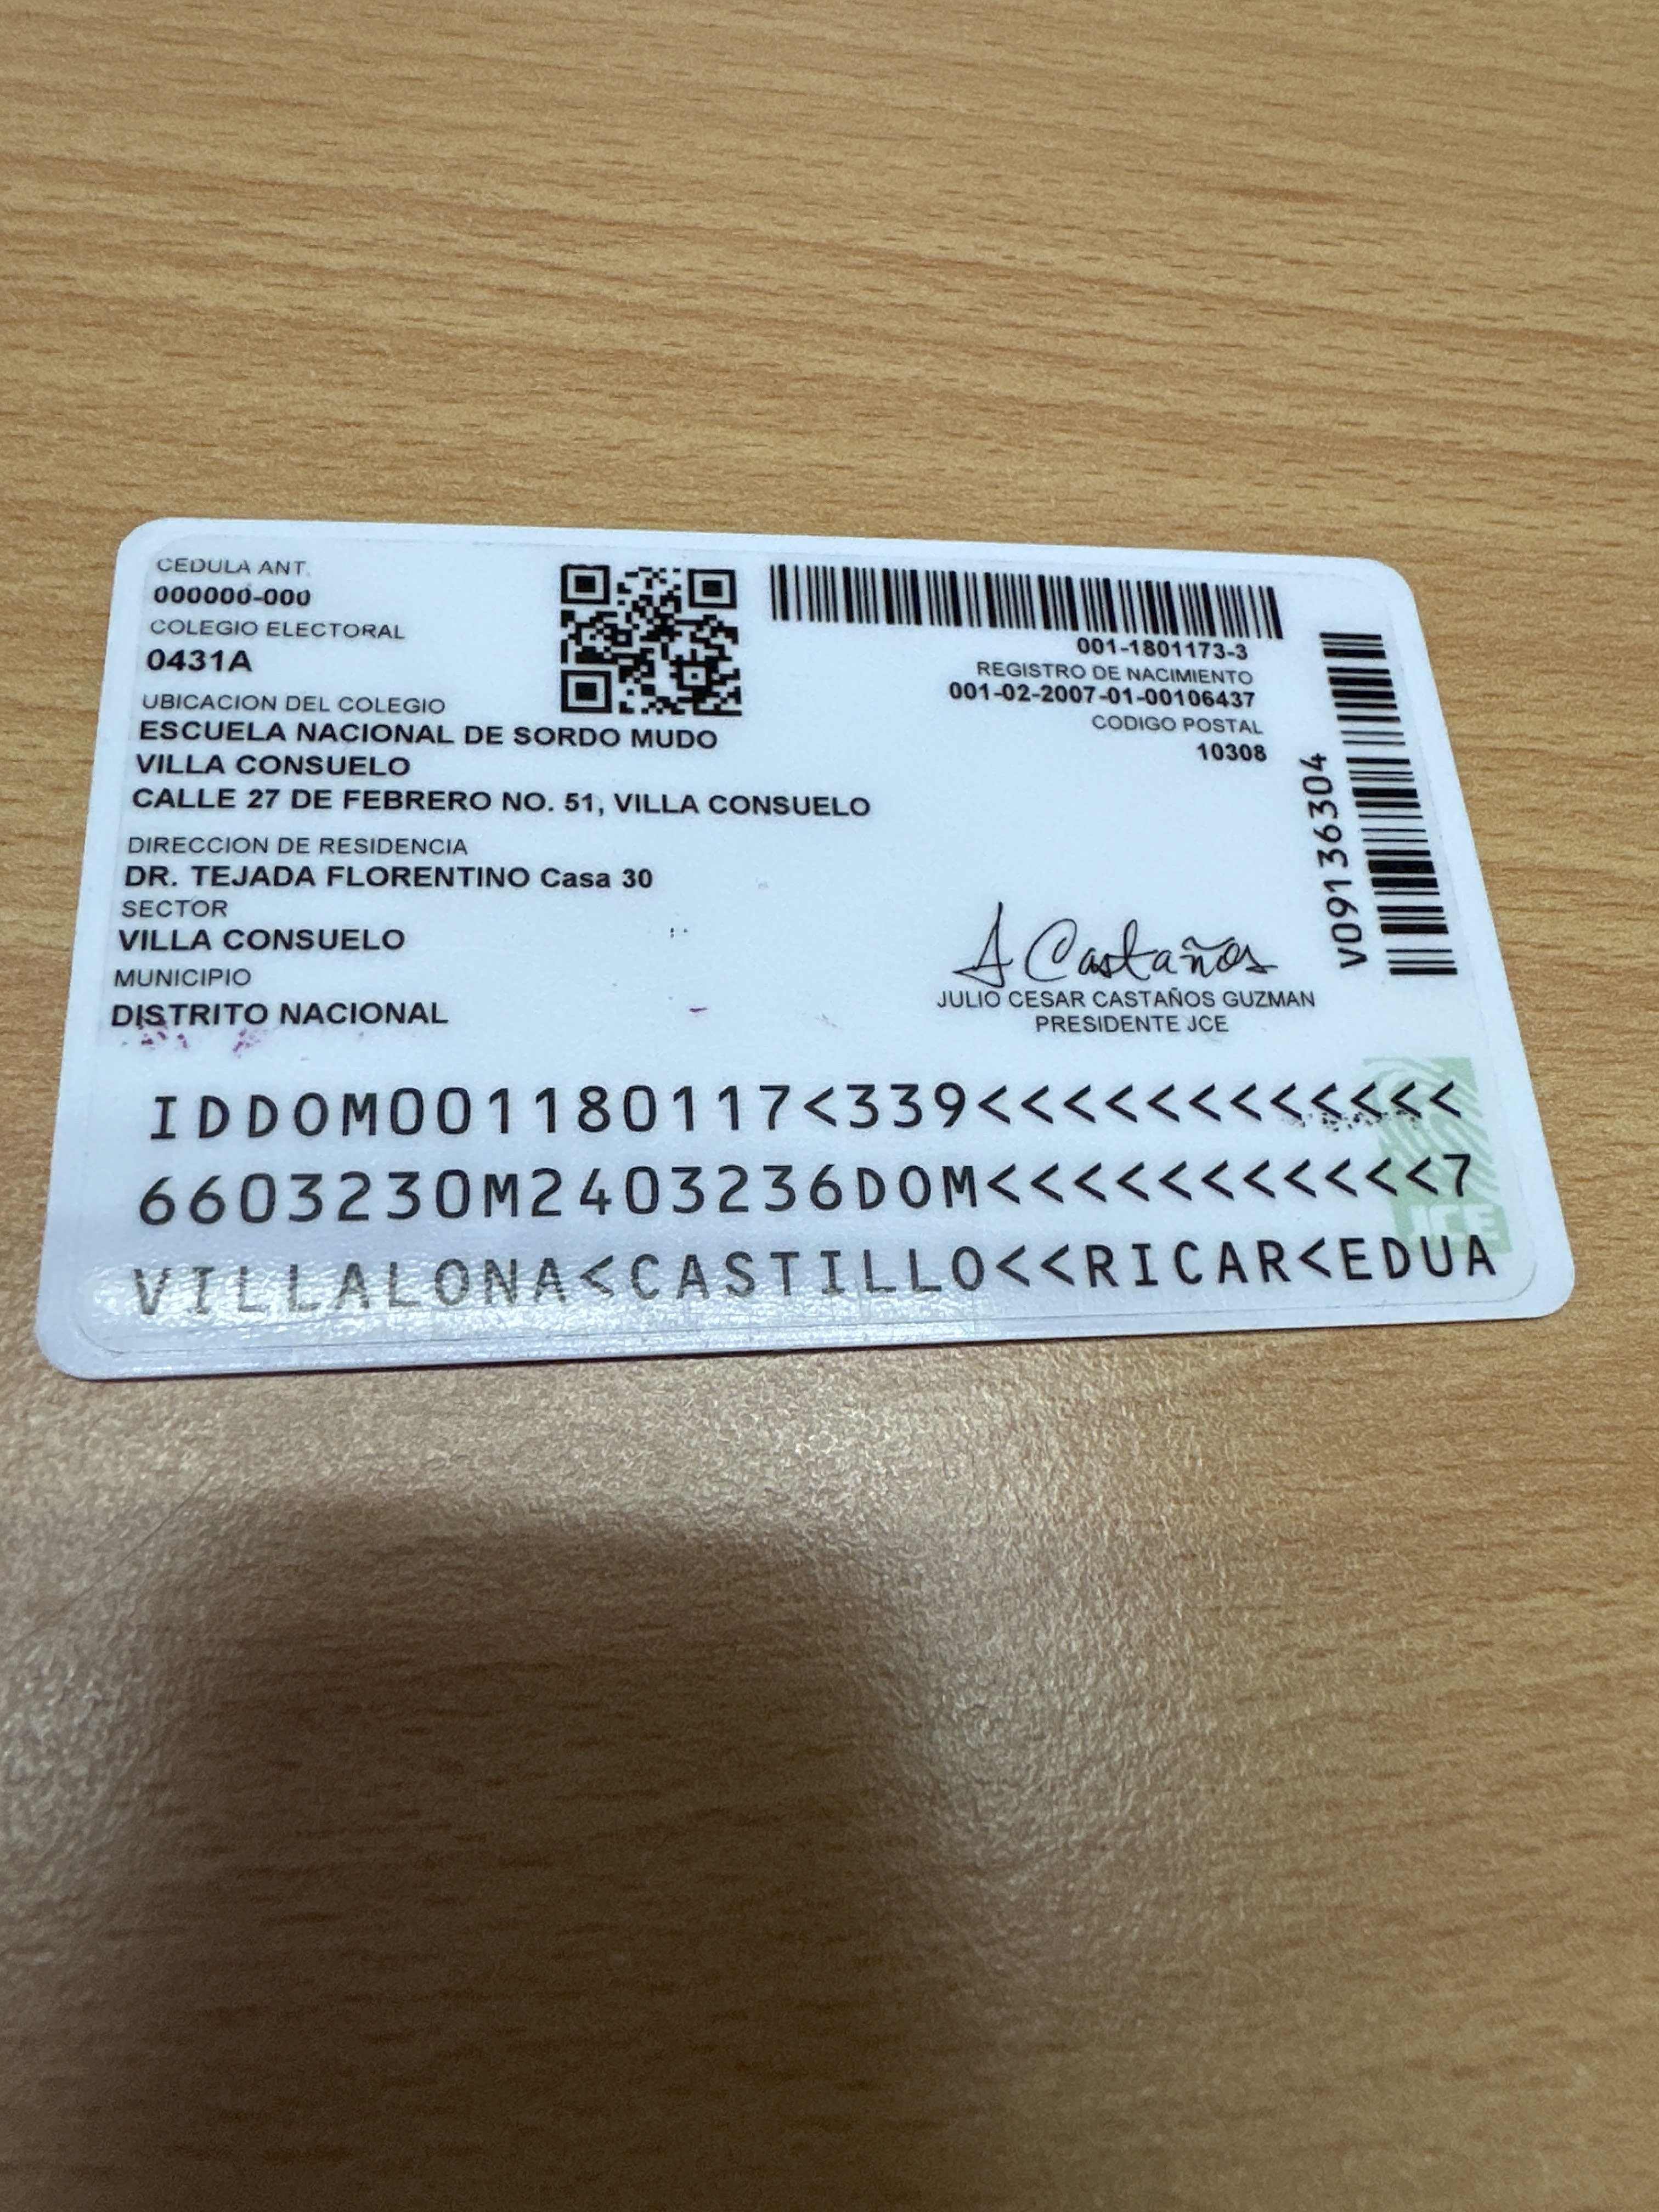 CEDULA ANT.
000000-000
COLEGIO ELECTORAL
0431A
UBICACION DEL COLEGIO
ESCUELA NACIONAL DE SORDO MUDO
VILLA CONSUELO
CALLE 27 DE FEBRERO NO. 51, VILLA CONSUELO
DIRECCION DE RESIDENCIA
DR. TEJADA FLORENTINO Casa 30
SECTOR
VILLA CONSUELO
MUNICIPIO
DISTRITO NACIONAL
001-1801173-3
REGISTRO DE NACIMIENTO
001-02-2007-01-00106437
CODIGO POSTAL
10308
V09136304
J Castaños
JULIO CESAR CASTAÑOS GUZMAN
PRESIDENTE JCE
JCE
IDDOM001180117<339<<<<<<<<<<<<
6603230M2403236DOM<<<<<<<<<<<7
VILLALONA<CASTILLO<<RICAR<EDUA